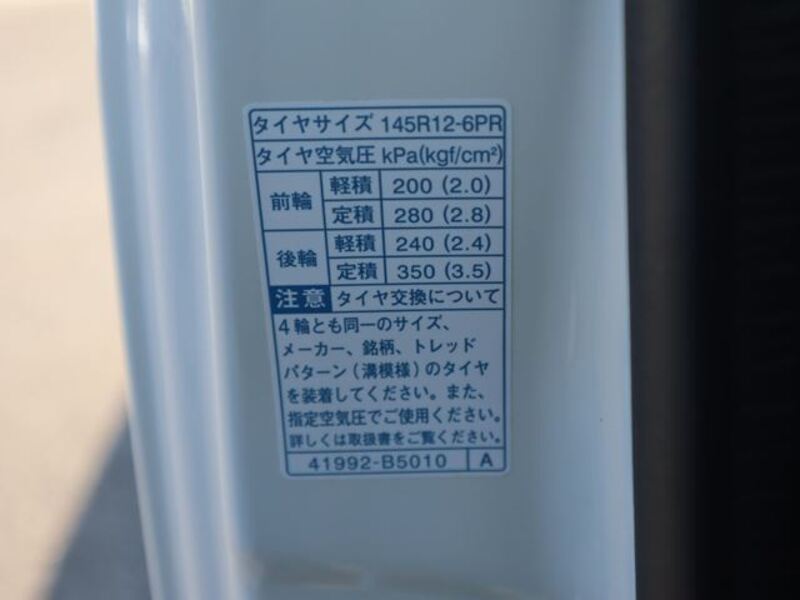 タイヤサイズ 145R12-6PR
タイヤ空気圧 kPa(kgf/cm²)
前輪 軽積 200 (2.0)
定積 280 (2.8)
後輪 軽積 240 (2.4)
定積 350 (3.5)
注意 タイヤ交換について
4輪とも同一のサイズ、
メーカー、銘柄、トレッド
パターン(溝模様)のタイヤ
を装着してください。また、
指定空気圧でご使用ください。
詳しくは取扱書をご覧ください。
41992-B5010 A